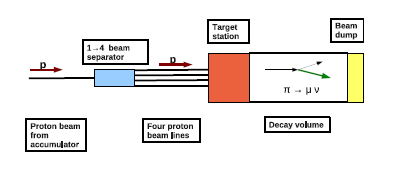 Target
station
Beam
dump
1→4 beam
separator
p
p
π → μ ν
Proton beam
from
accumulator
Four proton
beam lines
Decay volume